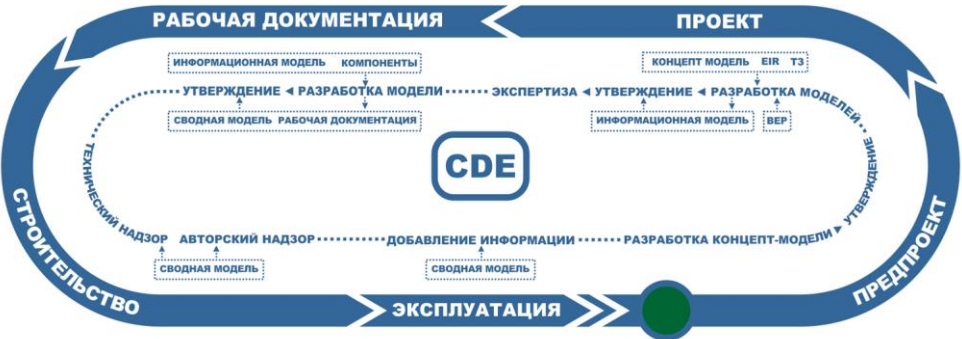 РАБОЧАЯ ДОКУМЕНТАЦИЯ
ПРОЕКТ
ИНФОРМАЦИОННАЯ МОДЕЛЬ КОМПОНЕНТЫ
КОНЦЕПТ МОДЕЛЬ EIR ТЗ
УТВЕРЖДЕНИЕ ◄ РАЗРАБОТКА МОДЕЛИ
ЭКСПЕРТИЗА ◄ УТВЕРЖДЕНИЕ ◄ РАЗРАБОТКА МОДЕЛЕЙ
СВОДНАЯ МОДЕЛЬ РАБОЧАЯ ДОКУМЕНТАЦИЯ
ИНФОРМАЦИОННАЯ МОДЕЛЬ
BEP
ТЕХНИЧЕСКИЙ НАДЗОР
CDE
УТВЕРЖДЕНИЕ
АВТОРСКИЙ НАДЗОР
ДОБАВЛЕНИЕ ИНФОРМАЦИИ
РАЗРАБОТКА КОНЦЕПТ-МОДЕЛИ ►
СВОДНАЯ МОДЕЛЬ
СВОДНАЯ МОДЕЛЬ
СТРОИТЕЛЬСТВО
ЭКСПЛУАТАЦИЯ
ПРЕДПРОЕКТ